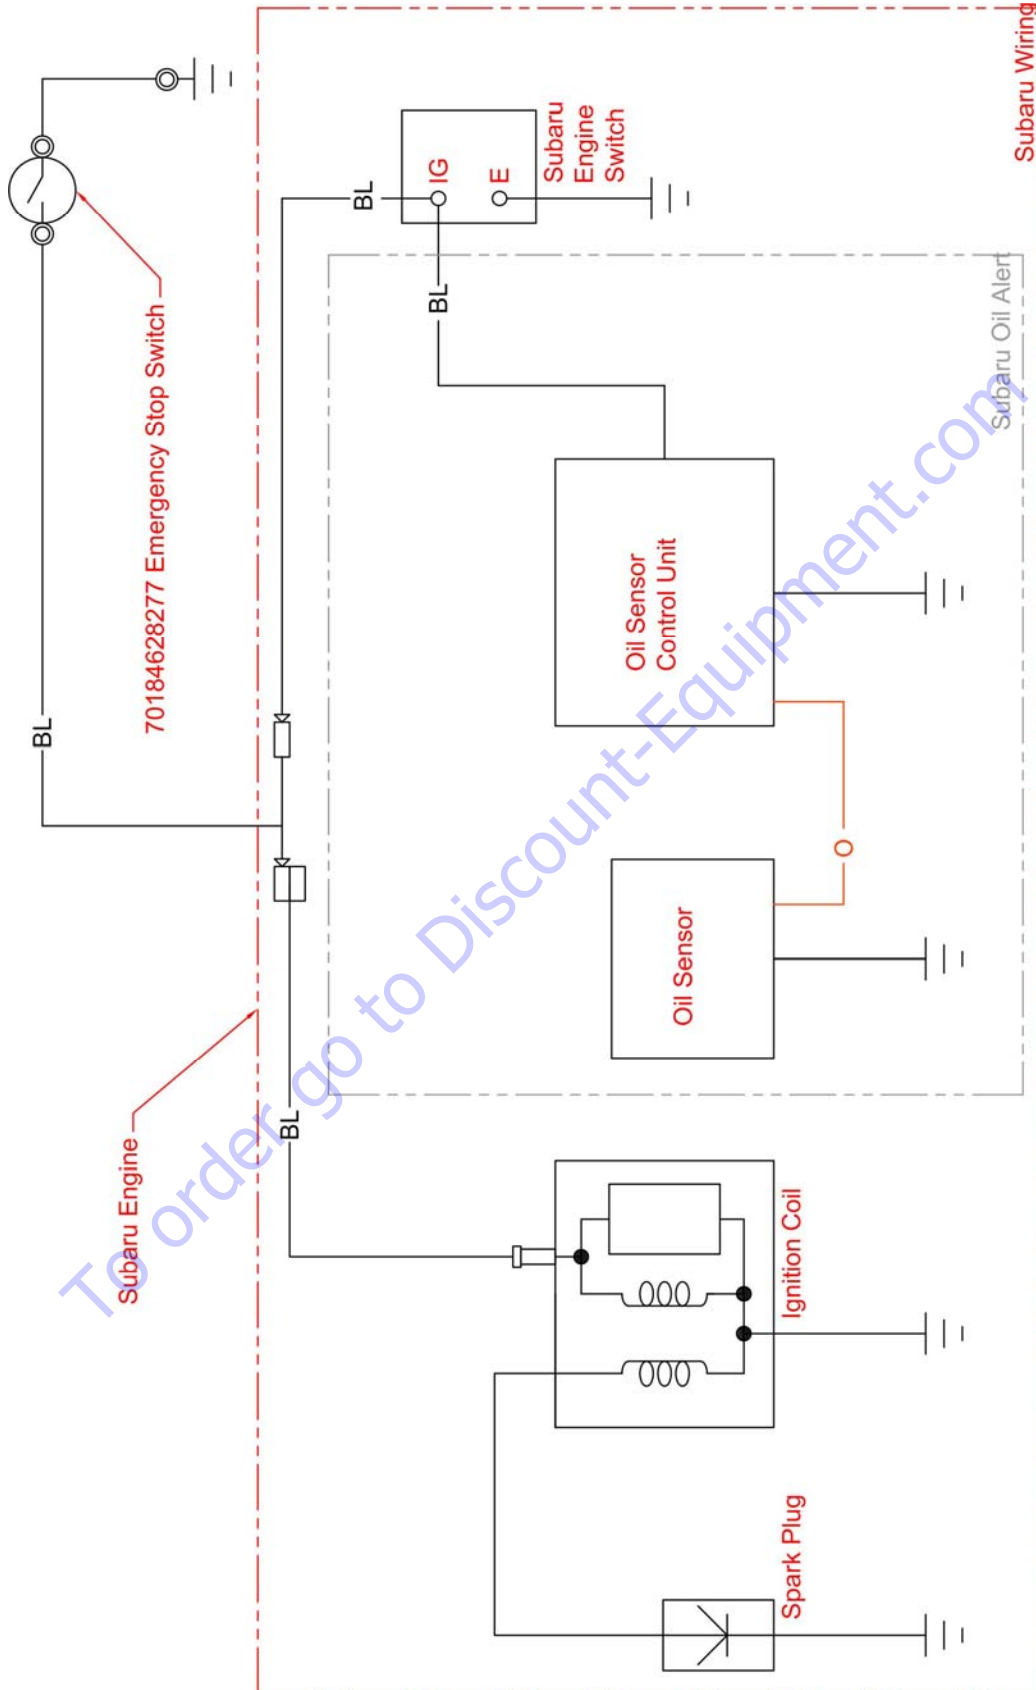 Subaru Engine
70184628277 Emergency Stop Switch
BL
BL
BL
BL
IG
E
Subaru
Engine
Switch
Oil Sensor
Control Unit
Oil Sensor
O
Ignition Coil
Spark Plug
Subaru Oil Alert
Subaru Wiring
To order go to Discount-Equipment.com